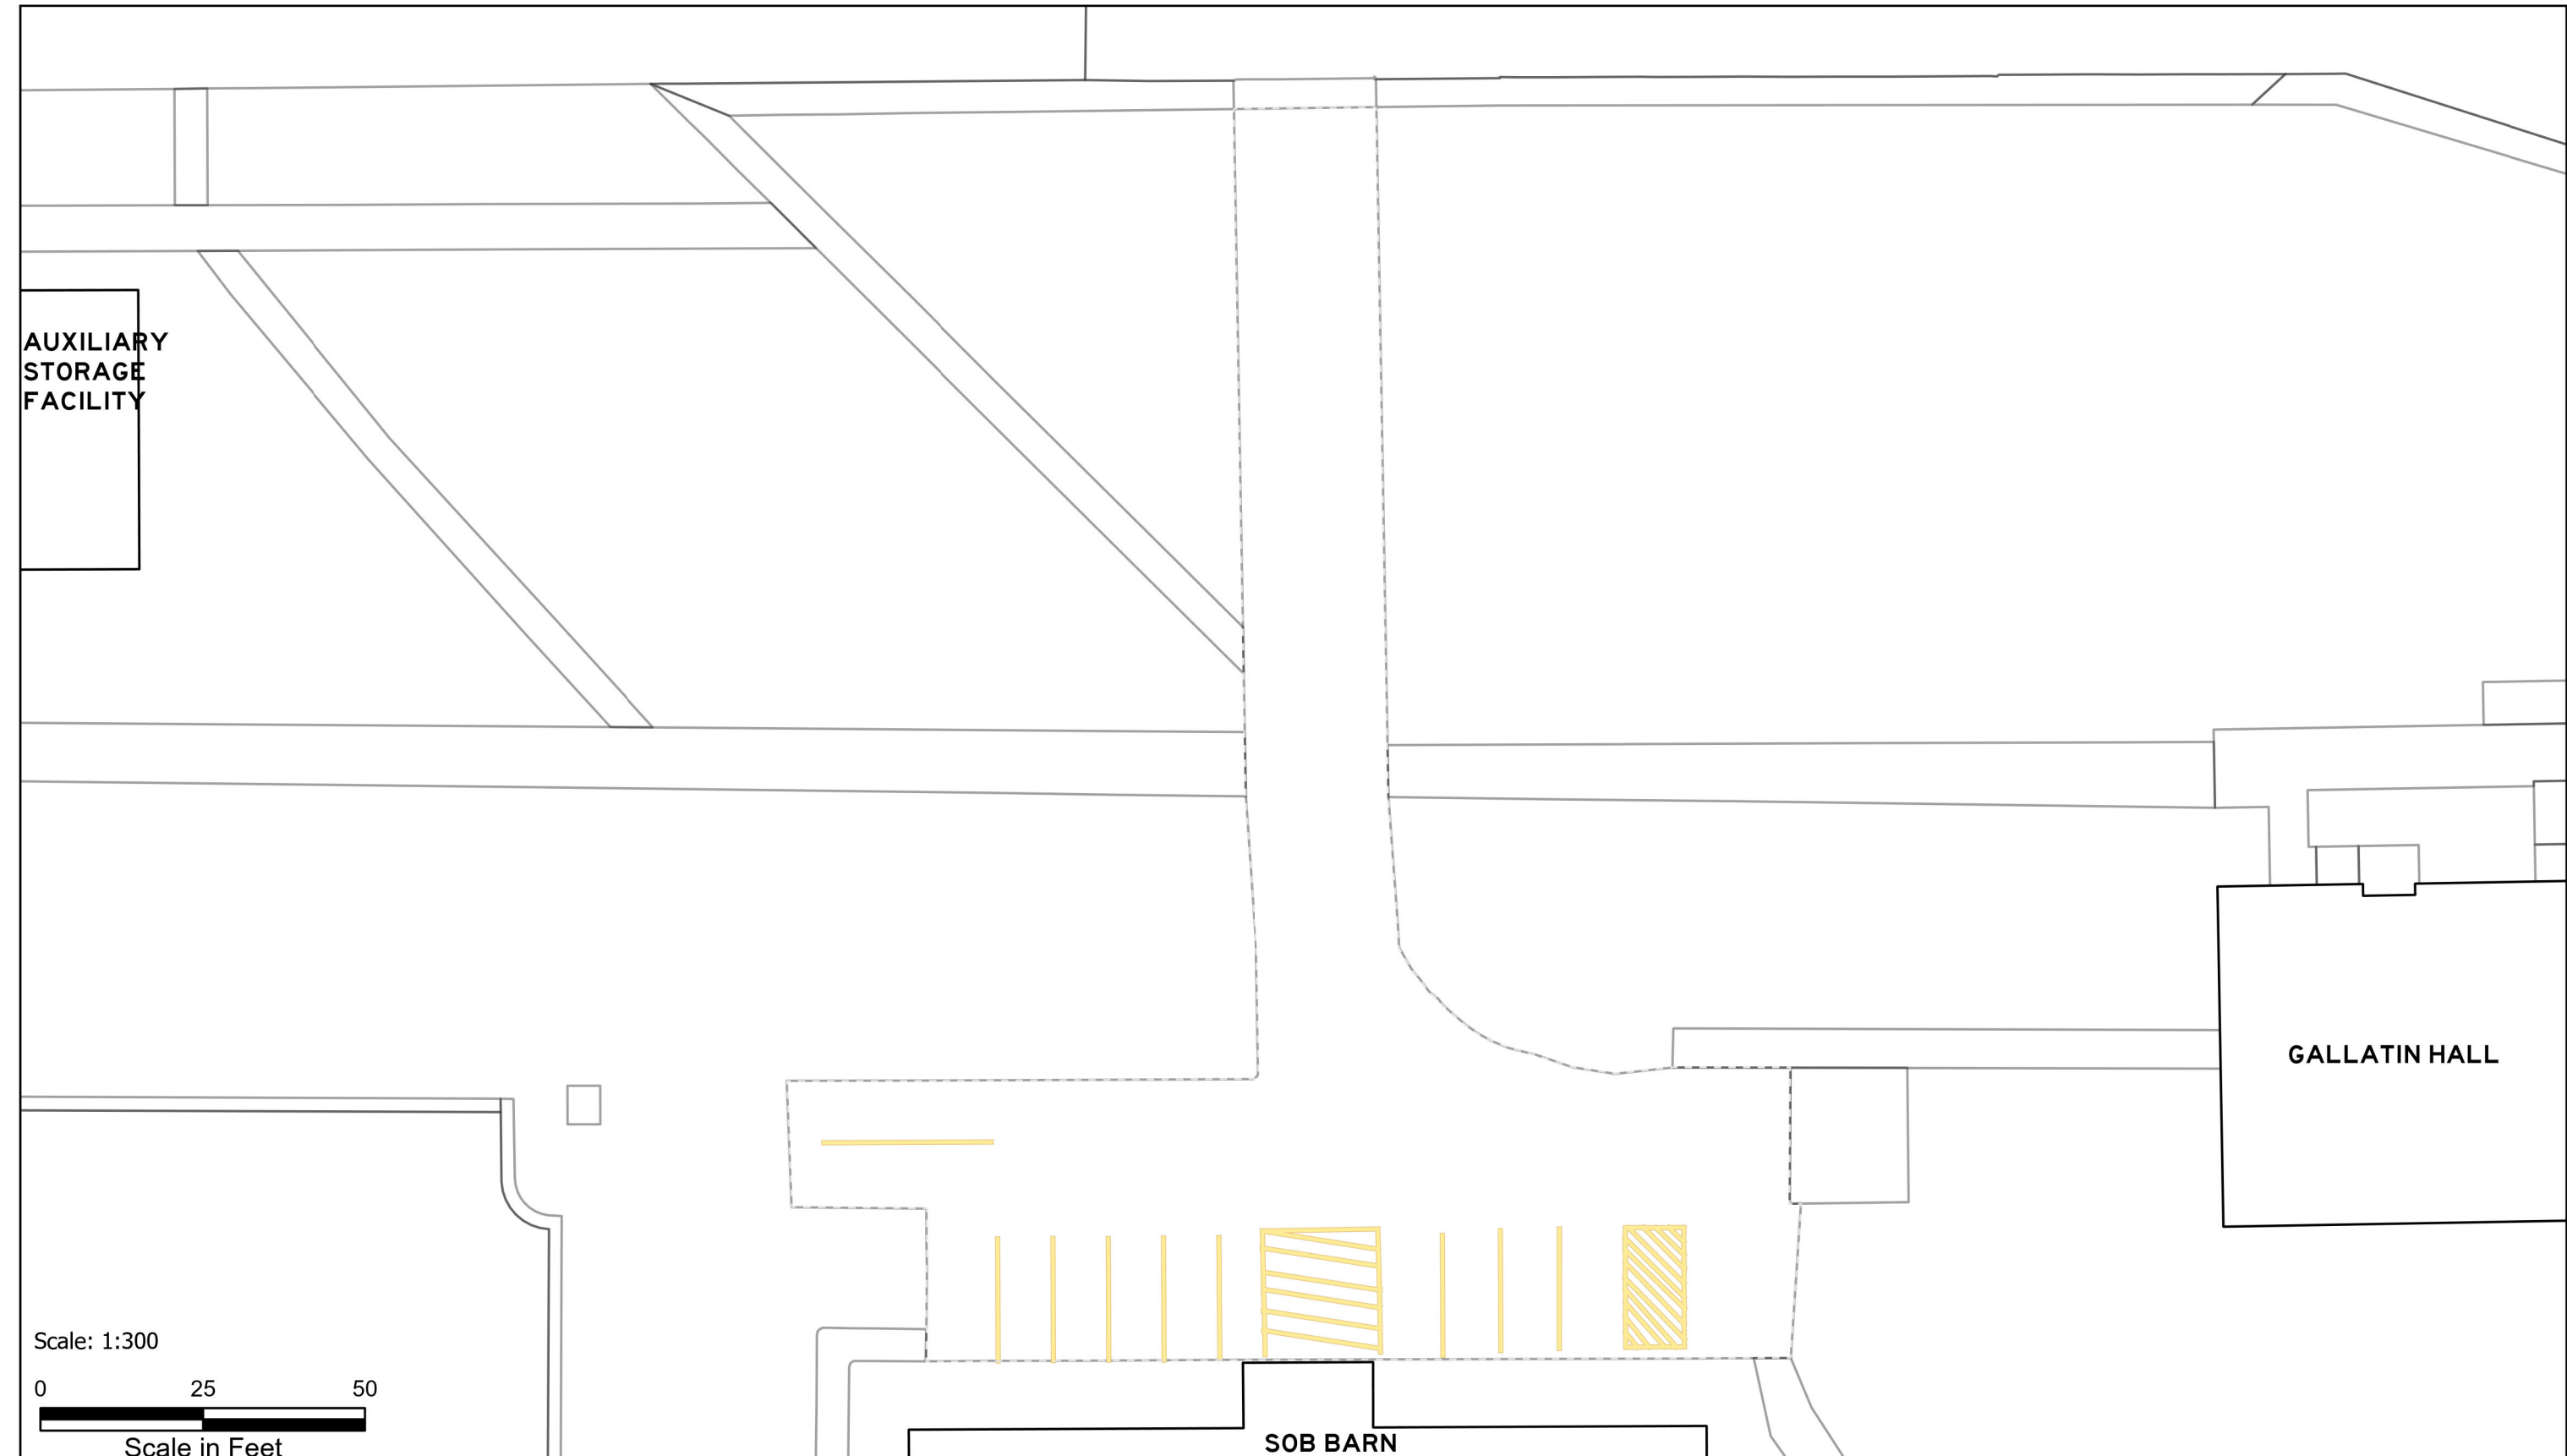 AUXILIARY
STORAGE
FACILITY
GALLATIN HALL
Scale: 1:300
0 25 50
Scale in Feet
SOB BARN